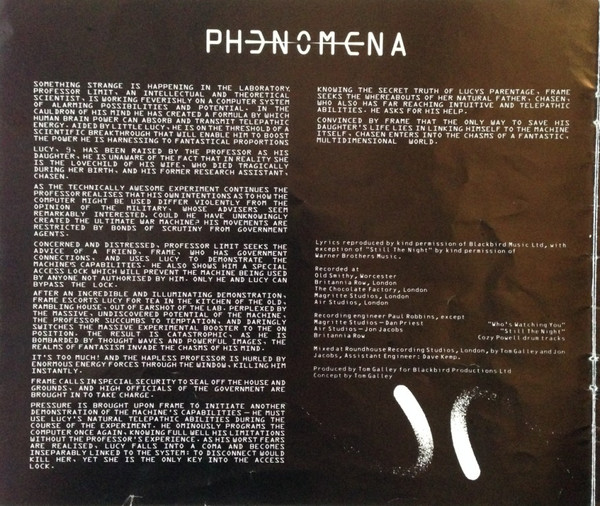 PHENOMENA
SOMETHING STRANGE IS HAPPENING IN THE LABORATORY.
PROFESSOR LIMIT, AN INTELLECTUAL AND THEORETICAL
SCIENTIST, IS WORKING FEVERISHLY ON A COMPUTER SYSTEM
OF ALARMING POSSIBILITIES AND POTENTIAL. IN THE
CAULDRON OF HIS MIND HE HAS CREATED A FORMULA BY WHICH
HUMAN BRAIN POWER CAN ABSORB AND TRANSMIT TELEPATHIC
ENERGY. AIDED BY LITTLE LUCY, HE IS ON THE THRESHOLD OF A
SCIENTIFIC BREAKTHROUGH THAT WILL ENABLE HIM TO BOOST
THE POWER HE IS HARNESSING TO FANTASTICAL PROPORTIONS
LUCY, 9, HAS BEEN RAISED BY THE PROFESSOR AS HIS
DAUGHTER, HE IS UNAWARE OF THE FACT THAT IN REALITY SHE
IS THE LOVECHILD OF HIS WIFE, WHO DIED TRAGICALLY
DURING HER BIRTH, AND HIS FORMER RESEARCH ASSISTANT,
CHASEN.
AS THE TECHNICALLY AWESOME EXPERIMENT CONTINUES THE
PROFESSOR REALISES THAT HIS OWN INTENTIONS AS TO HOW THE
COMPUTER MIGHT BE USED DIFFER VIOLENTLY FROM THE
OPINION OF THE MILITARY, WHOSE ADVISERS SEEM
REMARKABLY INTERESTED. COULD HE HAVE UNKNOWINGLY
CREATED THE ULTIMATE WAR MACHINE? HIS MOVEMENTS ARE
RESTRICTED BY BONDS OF SCRUTINY FROM GOVERNMENT
AGENTS.
CONCERNED AND DISTRESSED, PROFESSOR LIMIT SEEKS THE
ADVICE OF A FRIEND, FRAME, WHO HAS GOVERNMENT
CONNECTIONS, AND USES LUCY TO DEMONSTRATE THE
MACHINE'S CAPABILITIES. HE ALSO SHOWS HIM A SPECIAL
ACCESS LOCK WHICH WILL PREVENT THE MACHINE BEING USED
BY ANYONE NOT AUTHORISED BY HIM. ONLY HE AND LUCY CAN
BYPASS THE LOCK.
AFTER AN INCREDIBLE AND ILLUMINATING DEMONSTRATION,
FRAME ESCORTS LUCY FOR TEA IN THE KITCHEN OF THE OLD,
RAMBLING HOUSE, OUT OF EARSHOT OF THE LAB. PERPLEXED BY
THE MASSIVE, UNDISCOVERED POTENTIAL OF THE MACHINE,
THE PROFESSOR SUCCUMBS TO TEMPTATION, AND DARINGLY
SWITCHES THE MASSIVE EXPERIMENTAL BOOSTER TO THE ON
POSITION. THE RESULT IS CATASTROPHIC. AS HE IS
BOMBARDED BY THOUGHT WAVES AND POWERFUL IMAGES, THE
REALMS OF FANTASISM INVADE THE CHASMS OF HIS MIND.
IT'S TOO MUCH! AND THE HAPLESS PROFESSOR IS HURLED BY
ENORMOUS ENERGY FORCES THROUGH THE WINDOW, KILLING HIM
INSTANTLY.
FRAME CALLS IN SPECIAL SECURITY TO SEAL OFF THE HOUSE AND
GROUNDS, AND HIGH OFFICIALS OF THE GOVERNMENT ARE
BROUGHT IN TO TAKE CHARGE.
PRESSURE IS BROUGHT UPON FRAME TO INITIATE ANOTHER
DEMONSTRATION OF THE MACHINE'S CAPABILITIES – HE MUST
USE LUCY'S NATURAL TELEPATHIC ABILITIES DURING THE
COURSE OF THE EXPERIMENT. HE OMINOUSLY PROGRAMS THE
COMPUTER ONCE AGAIN, KNOWING FULL WELL HIS LIMITATIONS
WITHOUT THE PROFESSOR'S EXPERIENCE. AS HIS WORST FEARS
ARE REALISED, LUCY FALLS INTO A COMA AND BECOMES
INSEPARABLY LINKED TO THE SYSTEM: TO DISCONNECT WOULD
KILL HER, YET SHE IS THE ONLY KEY INTO THE ACCESS
LOCK.
KNOWING THE SECRET TRUTH OF LUCYS PARENTAGE, FRAME
SEEKS THE WHEREABOUTS OF HER NATURAL FATHER, CHASEN,
WHO ALSO HAS FAR REACHING INTUITIVE AND TELEPATHIC
ABILITIES. HE ASKS FOR HIS HELP.
CONVINCED BY FRAME THAT THE ONLY WAY TO SAVE HIS
DAUGHTER'S LIFE LIES IN LINKING HIMSELF TO THE MACHINE
ITSELF, CHASEN ENTERS INTO THE CHASMS OF A FANTASTIC,
MULTIDIMENSIONAL WORLD.
Lyrics reproduced by kind permission of Blackbird Music Ltd, with
exception of "Still The Night" by kind permission of
Warner Brothers Music.
Recorded at
Old Smithy, Worcester
Britannia Row, London
The Chocolate Factory, London
Magritte Studios, London
Air Studios, London
Recording engineer Paul Robbins, except
Magritte Studios – Dan Priest "Who's Watching You"
Air Studios – Jon Jacobs "Still The Night"
Britannia Row Cozy Powell drum tracks
Mixed at Roundhouse Recording Studios, London, by Tom Galley and Jon
Jacobs, Assistant Engineer: Dave Kemp.
Produced by Tom Galley for Blackbird Productions Ltd
Concept by Tom Galley